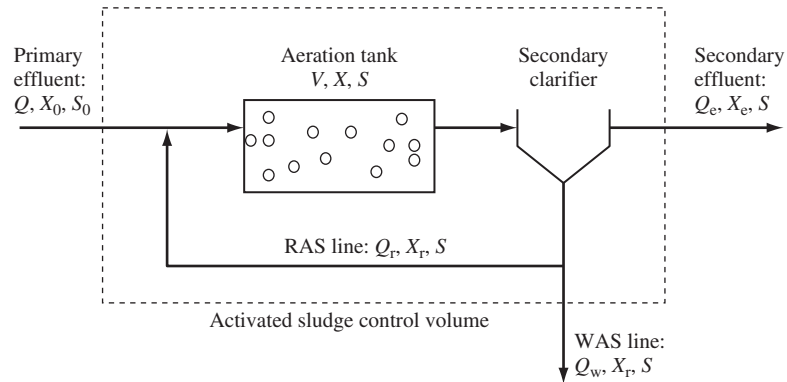 Primary
effluent:
Q, X₀, S₀
Aeration tank
V, X, S
Secondary
clarifier
Secondary
effluent:
Qₑ, Xₑ, S
RAS line: Qᵣ, Xᵣ, S
Activated sludge control volume
WAS line:
Q_w, Xᵣ, S